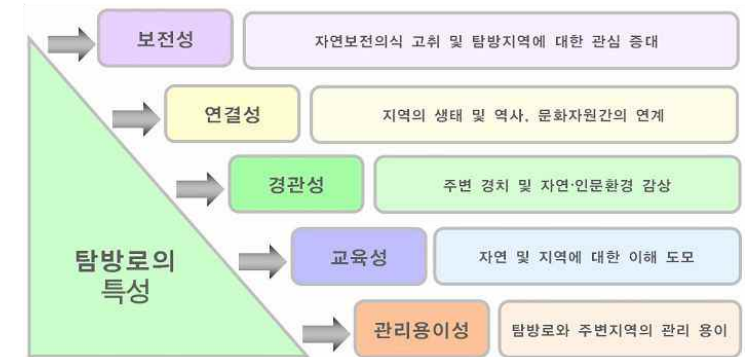 보전성
자연보전의식 고취 및 탐방지역에 대한 관심 증대
연결성
지역의 생태 및 역사, 문화자원간의 연계
경관성
주변 경치 및 자연·인문환경 감상
교육성
자연 및 지역에 대한 이해 도모
관리용이성
탐방로와 주변지역의 관리 용이
탐방로의
특성